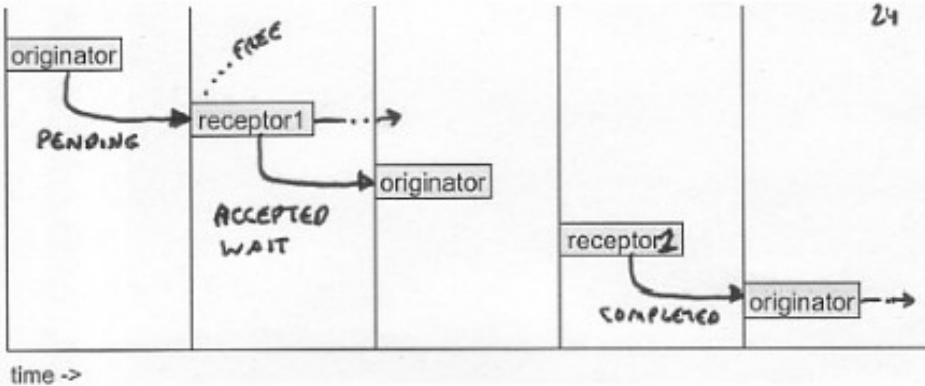 24
originator
FREE
PENDING
receptor1
ACCEPTED
WAIT
originator
receptor2
COMPLETED
originator
time ->